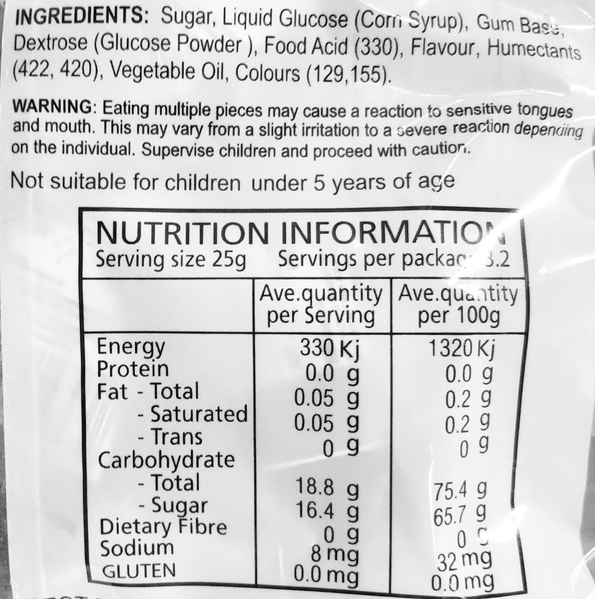 INGREDIENTS: Sugar, Liquid Glucose (Corn Syrup), Gum Base,
Dextrose (Glucose Powder ), Food Acid (330), Flavour, Humectants
(422, 420), Vegetable Oil, Colours (129,155).
WARNING: Eating multiple pieces may cause a reaction to sensitive tongues
and mouth. This may vary from a slight irritation to a severe reaction depending
on the individual. Supervise children and proceed with caution.
Not suitable for children under 5 years of age
NUTRITION INFORMATION
Serving size 25g Servings per package 3.2
Ave.quantity per Serving Ave.quantity per 100g
Energy 330 Kj 1320 Kj
Protein 0.0 g 0.0 g
Fat - Total 0.05 g 0.2 g
- Saturated 0.05 g 0.2 g
- Trans 0 g 0 g
Carbohydrate
- Total 18.8 g 75.4 g
- Sugar 16.4 g 65.7 g
Dietary Fibre 0 g 0
Sodium 8 mg 32 mg
GLUTEN 0.0 mg 0.0 mg